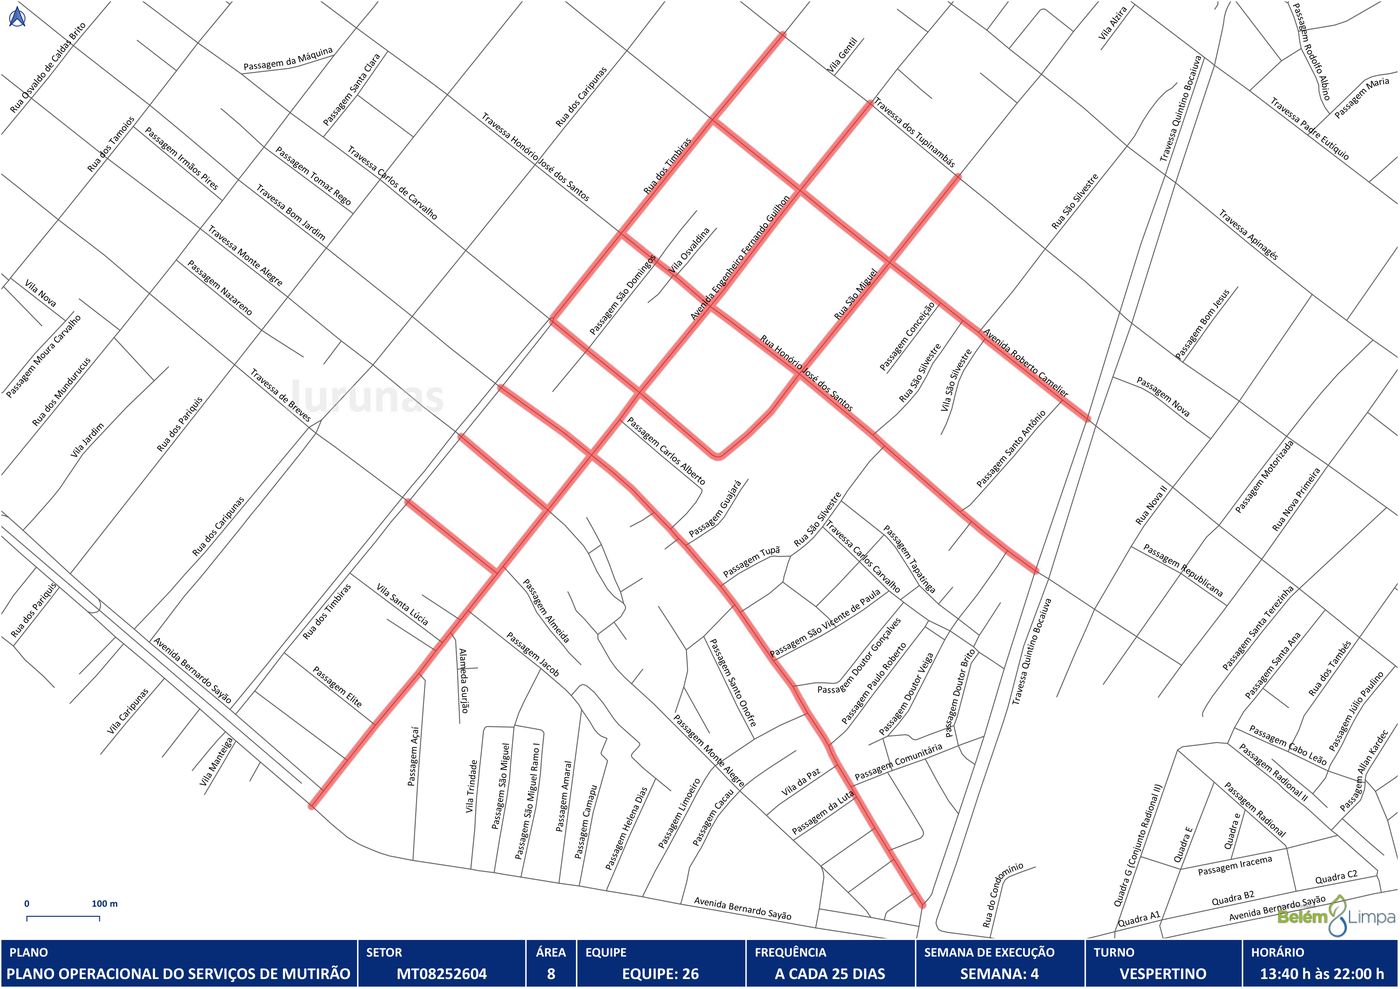 Rua Osvaldo de Caldas Brito
Passagem da Máquina
Passagem Santa Clara
Rua dos Caripunas
Vila Gentil
Vila Alzira
Passagem Rodolfo Albino
Passagem Maria
Travessa Padre Eutíquio
Travessa Quintino Bocaiuva
Travessa dos Tupinambás
Travessa Honório José dos Santos
Rua dos Tamoios
Passagem Irmãos Pires
Passagem Tomaz Rego
Travessa Carlos de Carvalho
Travessa Bom Jardim
Rua dos Timbiras
Rua São Silvestre
Travessa Apinagés
Travessa Monte Alegre
Passagem Nazareno
Vila Osvaldina
Passagem São Domingos
Avenida Engenheiro Fernando Guilhon
Rua São Miguel
Vila Nova
Passagem Moura Carvalho
Passagem Conceição
Passagem Bom Jesus
Rua dos Mundurucus
Rua Honório José dos Santos
Rua São Silvestre
Vila São Silvestre
Avenida Roberto Camelier
Travessa de Breves
Jurunas
Passagem Nova
Vila Jardim
Rua dos Pariquis
Passagem Carlos Alberto
Passagem Santo Antônio
Passagem Guajará
Passagem Motorizada
Rua Nova II
Rua Nova Primeira
Rua dos Caripunas
Rua São Silvestre
Passagem Tupã
Travessa Carlos Carvalho
Passagem Tapatinga
Passagem Republicana
Rua dos Pariquis
Rua dos Timbiras
Vila Santa Lúcia
Passagem Almeida
Passagem São Vicente de Paula
Passagem Santa Terezinha
Travessa Quintino Bocaiuva
Avenida Bernardo Sayão
Passagem Jacob
Passagem Elite
Alameda Gurjão
Passagem Santo Onofre
Passagem Doutor Gonçalves
Passagem Paulo Roberto
Passagem Doutor Veiga
Passagem Doutor Brito
Passagem Santa Ana
Rua dos Tambés
Passagem Júlio Paulino
Vila Caripunas
Vila Manteiga
Passagem Açaí
Passagem Monte Alegre
Passagem Comunitária
Passagem Cabo Leão
Passagem Allan Kardec
Vila Trindade
Passagem São Miguel
Passagem São Miguel Ramo I
Passagem Amaral
Passagem Camapu
Passagem Helena Dias
Passagem Limoeiro
Passagem Cacau
Vila da Paz
Passagem da Luta
Passagem Radional II
Passagem Radional
Quadra G (Conjunto Radional II)
Quadra E
Quadra e
Passagem Iracema
Quadra C2
Quadra B2
Quadra A1
Avenida Bernardo Sayão
Rua do Condomínio
Avenida Bernardo Sayão
0 100 m
Belém Limpa
PLANO
PLANO OPERACIONAL DO SERVIÇOS DE MUTIRÃO
SETOR
MT08252604
ÁREA
8
EQUIPE
EQUIPE: 26
FREQUÊNCIA
A CADA 25 DIAS
SEMANA DE EXECUÇÃO
SEMANA: 4
TURNO
VESPERTINO
HORÁRIO
13:40 h às 22:00 h